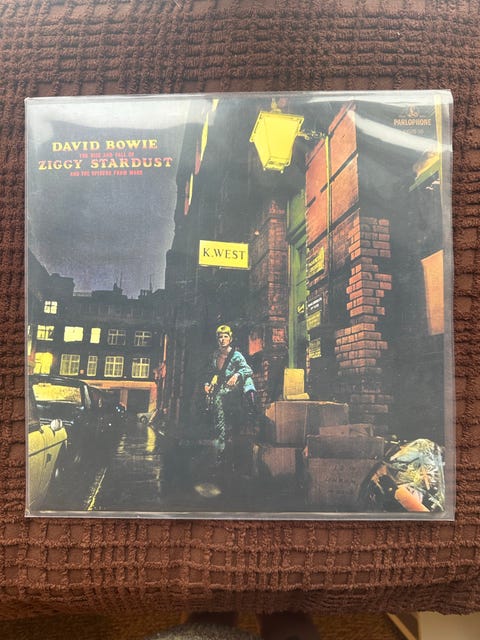 DAVID BOWIE
THE RISE AND FALL OF
ZIGGY STARDUST
AND THE SPIDERS FROM MARS
PARLOPHONE
K.WEST